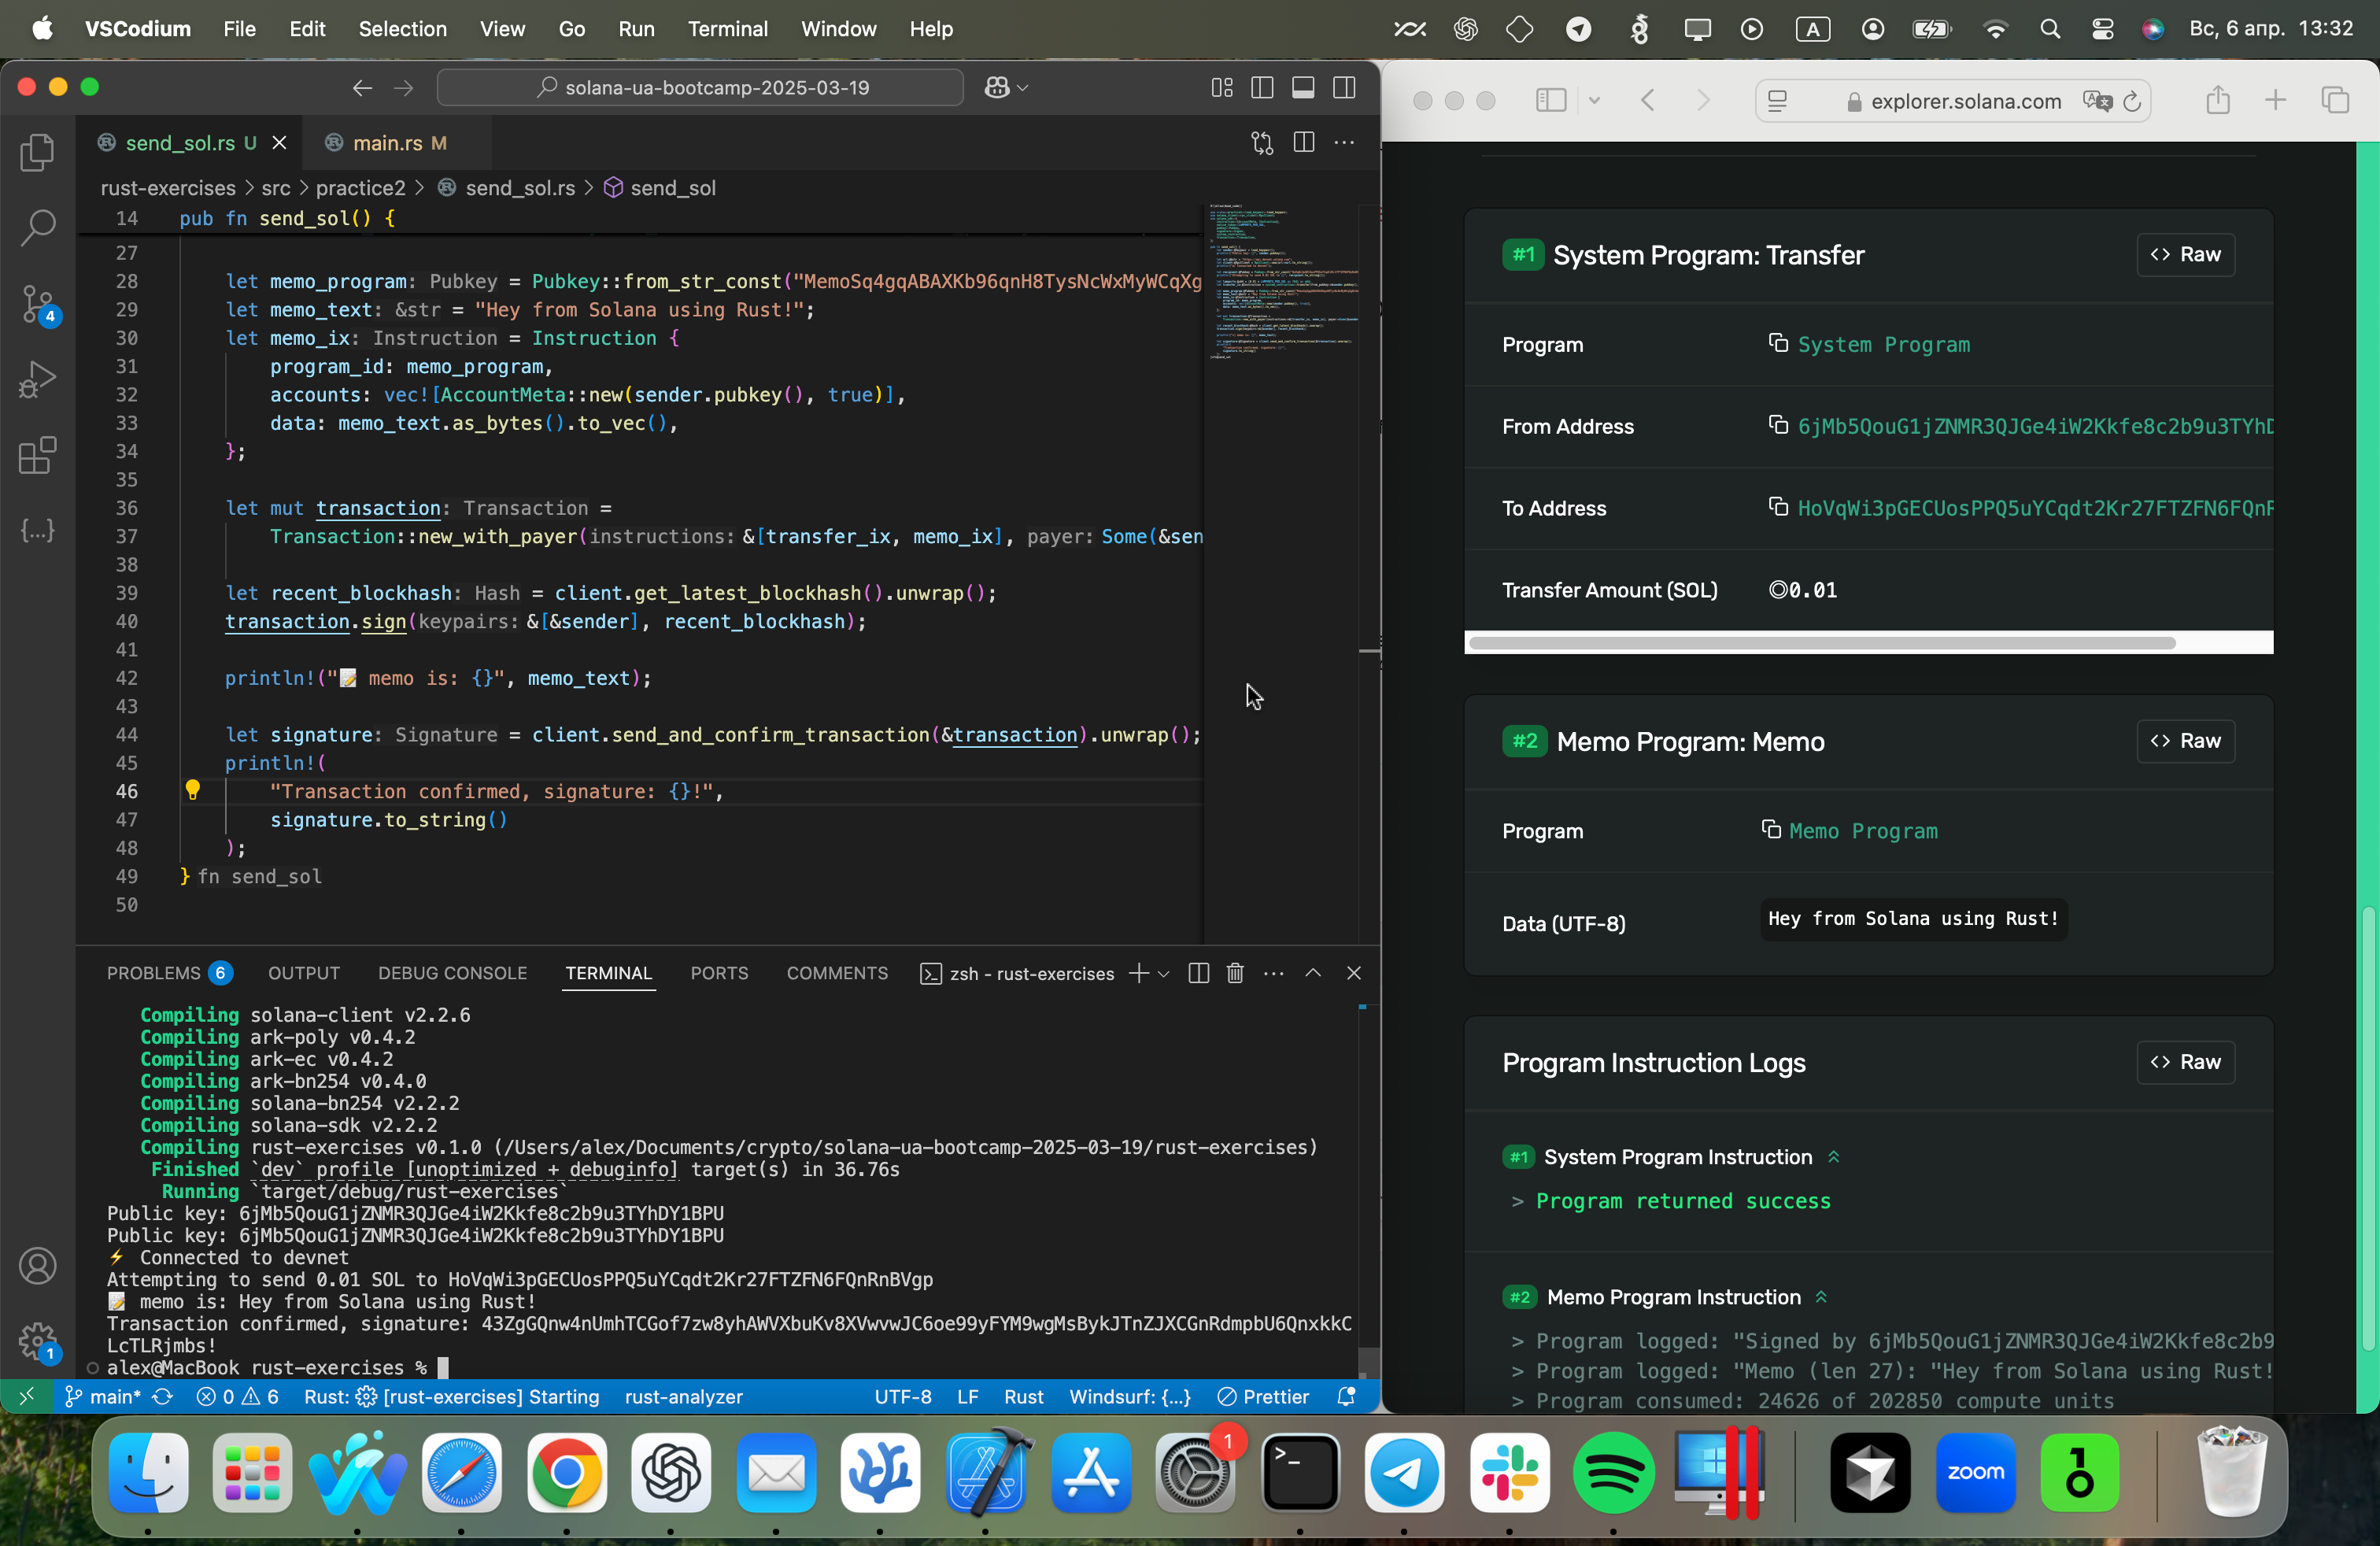 VSCodium File Edit Selection View Go Run Terminal Window Help A Вс, 6 апр. 13:32
solana-ua-bootcamp-2025-03-19
send_sol.rs U main.rs M
rust-exercises > src > practice2 > send_sol.rs > send_sol
14 pub fn send_sol() {
27
28 let memo_program: Pubkey = Pubkey::from_str_const("MemoSq4gqABAXKb96qnH8TysNcWxMyWCqXg
29 let memo_text: &str = "Hey from Solana using Rust!";
30 let memo_ix: Instruction = Instruction {
31 program_id: memo_program,
32 accounts: vec![AccountMeta::new(sender.pubkey(), true)],
33 data: memo_text.as_bytes().to_vec(),
34 };
35
36 let mut transaction: Transaction =
37 Transaction::new_with_payer(instructions: &[transfer_ix, memo_ix], payer: Some(&sen
38
39 let recent_blockhash: Hash = client.get_latest_blockhash().unwrap();
40 transaction.sign(keypairs: &[&sender], recent_blockhash);
41
42 println!("📝 memo is: {}", memo_text);
43
44 let signature: Signature = client.send_and_confirm_transaction(&transaction).unwrap();
45 println!(
46 "Transaction confirmed, signature: {}!",
47 signature.to_string()
48 );
49 } fn send_sol
50
PROBLEMS 6 OUTPUT DEBUG CONSOLE TERMINAL PORTS COMMENTS zsh - rust-exercises
Compiling solana-client v2.2.6
Compiling ark-poly v0.4.2
Compiling ark-ec v0.4.2
Compiling ark-bn254 v0.4.0
Compiling solana-bn254 v2.2.2
Compiling solana-sdk v2.2.2
Compiling rust-exercises v0.1.0 (/Users/alex/Documents/crypto/solana-ua-bootcamp-2025-03-19/rust-exercises)
Finished `dev` profile [unoptimized + debuginfo] target(s) in 36.76s
Running `target/debug/rust-exercises`
Public key: 6jMb5QouG1jZNMR3QJGe4iW2Kkfe8c2b9u3TYhDY1BPU
Public key: 6jMb5QouG1jZNMR3QJGe4iW2Kkfe8c2b9u3TYhDY1BPU
⚡ Connected to devnet
Attempting to send 0.01 SOL to HoVqWi3pGECUosPPQ5uYCqdt2Kr27FTZFN6FQnRnBVgp
📝 memo is: Hey from Solana using Rust!
Transaction confirmed, signature: 43ZgGQnw4nUmhTCGof7zw8yhAWVXbuKv8XVwvwJC6oe99yFYM9wgMsBykJTnZJXCGnRdmpbU6QnxkkC
LcTLRjmbs!
alex@MacBook rust-exercises %
main* 0 6 Rust: [rust-exercises] Starting rust-analyzer UTF-8 LF Rust Windsurf: {...} Prettier
4
1
explorer.solana.com
#1 System Program: Transfer Raw
Program System Program
From Address 6jMb5QouG1jZNMR3QJGe4iW2Kkfe8c2b9u3TYhD
To Address HoVqWi3pGECUosPPQ5uYCqdt2Kr27FTZFN6FQnR
Transfer Amount (SOL) ◎0.01
#2 Memo Program: Memo Raw
Program Memo Program
Data (UTF-8) Hey from Solana using Rust!
Program Instruction Logs Raw
#1 System Program Instruction
> Program returned success
#2 Memo Program Instruction
> Program logged: "Signed by 6jMb5QouG1jZNMR3QJGe4iW2Kkfe8c2b9
> Program logged: "Memo (len 27): "Hey from Solana using Rust!
> Program consumed: 24626 of 202850 compute units
1
zoom